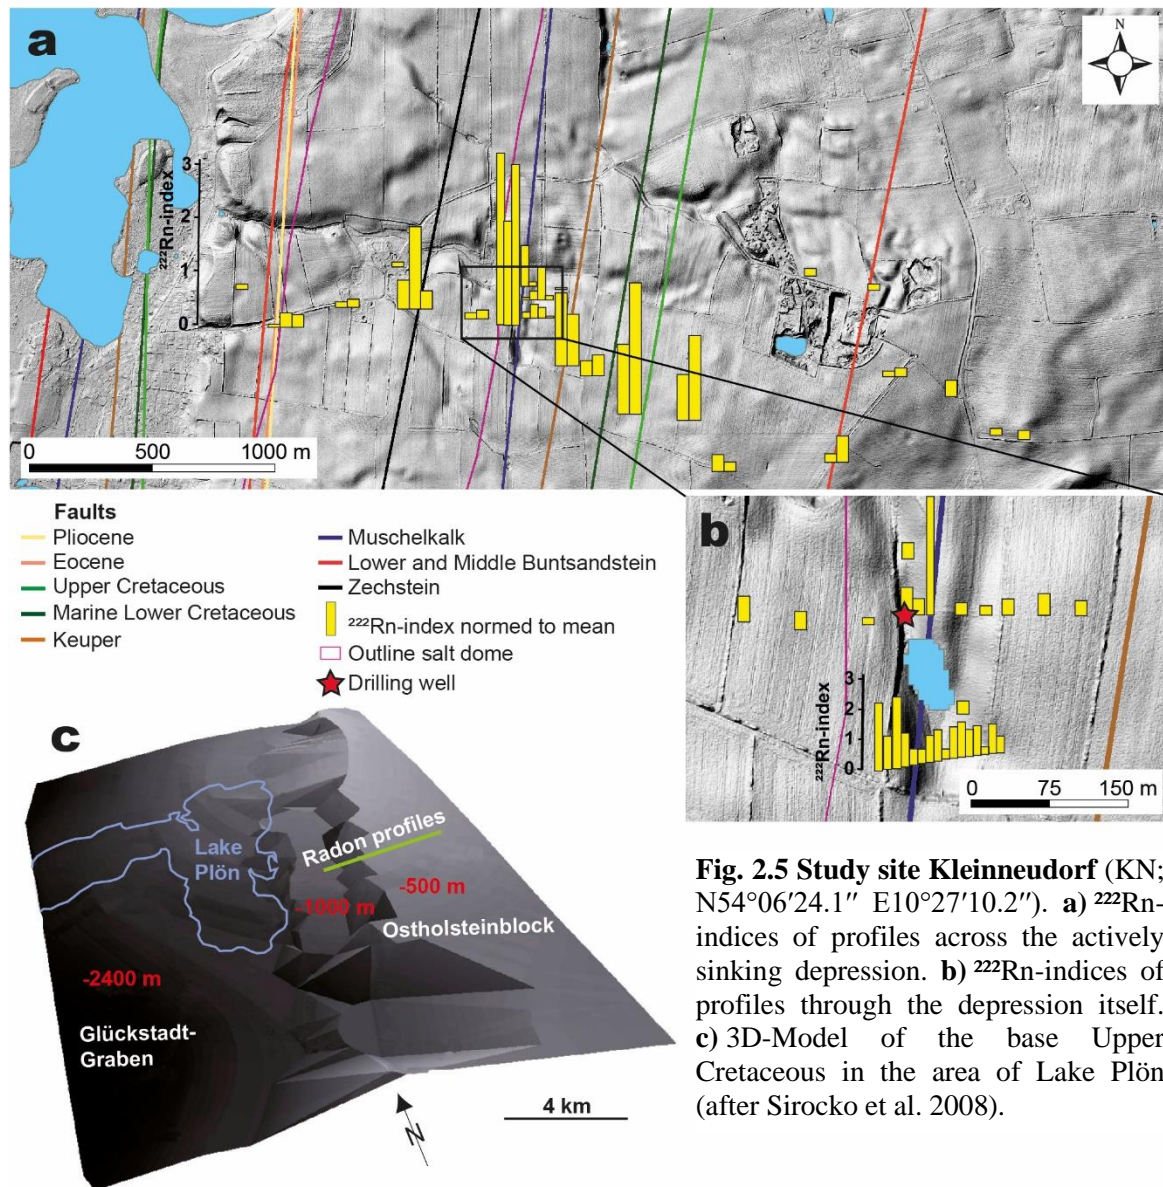 a
N
3
2
1
0
²²²Rn-index
0 500 1000 m
Faults
Pliocene
Eocene
Upper Cretaceous
Marine Lower Cretaceous
Keuper
Muschelkalk
Lower and Middle Buntsandstein
Zechstein
²²²Rn-index normed to mean
Outline salt dome
Drilling well
b
3
2
1
0
²²²Rn-index
0 75 150 m
c
Lake
Plön
Radon profiles
-500 m
-1000 m
Ostholsteinblock
-2400 m
Glückstadt-
Graben
N
4 km
Fig. 2.5 Study site Kleinneudorf (KN;
N54°06′24.1″ E10°27′10.2″). a) ²²²Rn-
indices of profiles across the actively
sinking depression. b) ²²²Rn-indices of
profiles through the depression itself.
c) 3D-Model of the base Upper
Cretaceous in the area of Lake Plön
(after Sirocko et al. 2008).